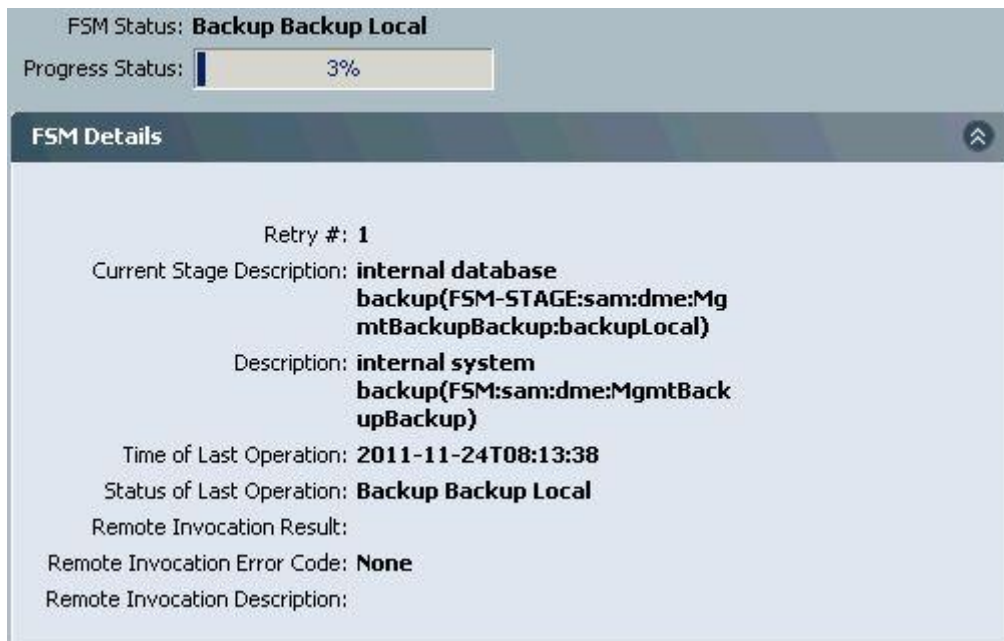 FSM Status: Backup Backup Local
Progress Status: 3%
FSM Details
Retry #: 1
Current Stage Description: internal database
backup(FSM-STAGE:sam:dme:Mg
mtBackupBackup:backupLocal)
Description: internal system
backup(FSM:sam:dme:MgmtBack
upBackup)
Time of Last Operation: 2011-11-24T08:13:38
Status of Last Operation: Backup Backup Local
Remote Invocation Result:
Remote Invocation Error Code: None
Remote Invocation Description: